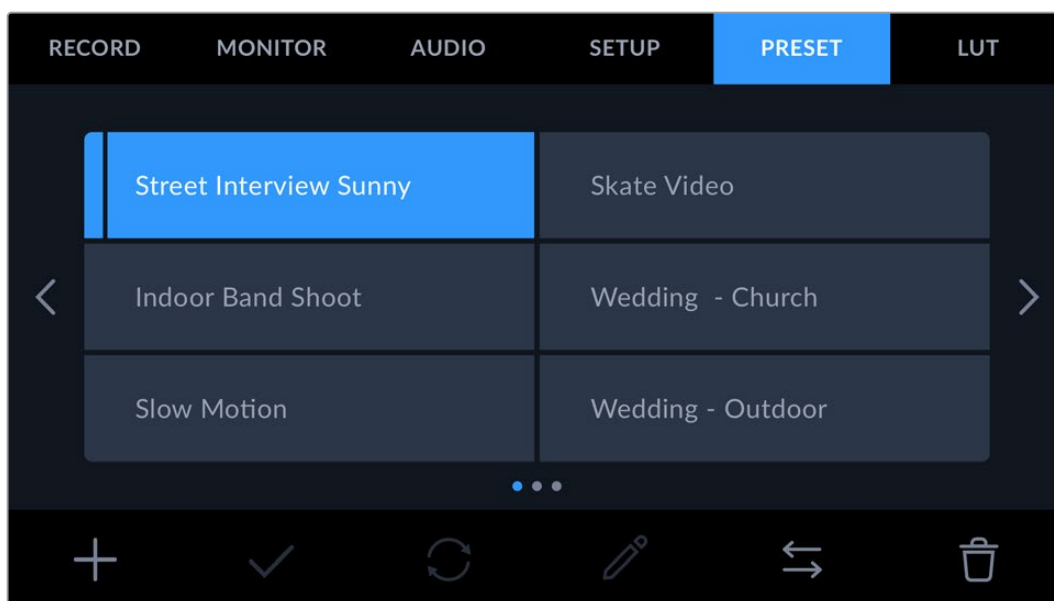 RECORD MONITOR AUDIO SETUP PRESET LUT
Street Interview Sunny Skate Video
Indoor Band Shoot Wedding  - Church
Slow Motion Wedding - Outdoor